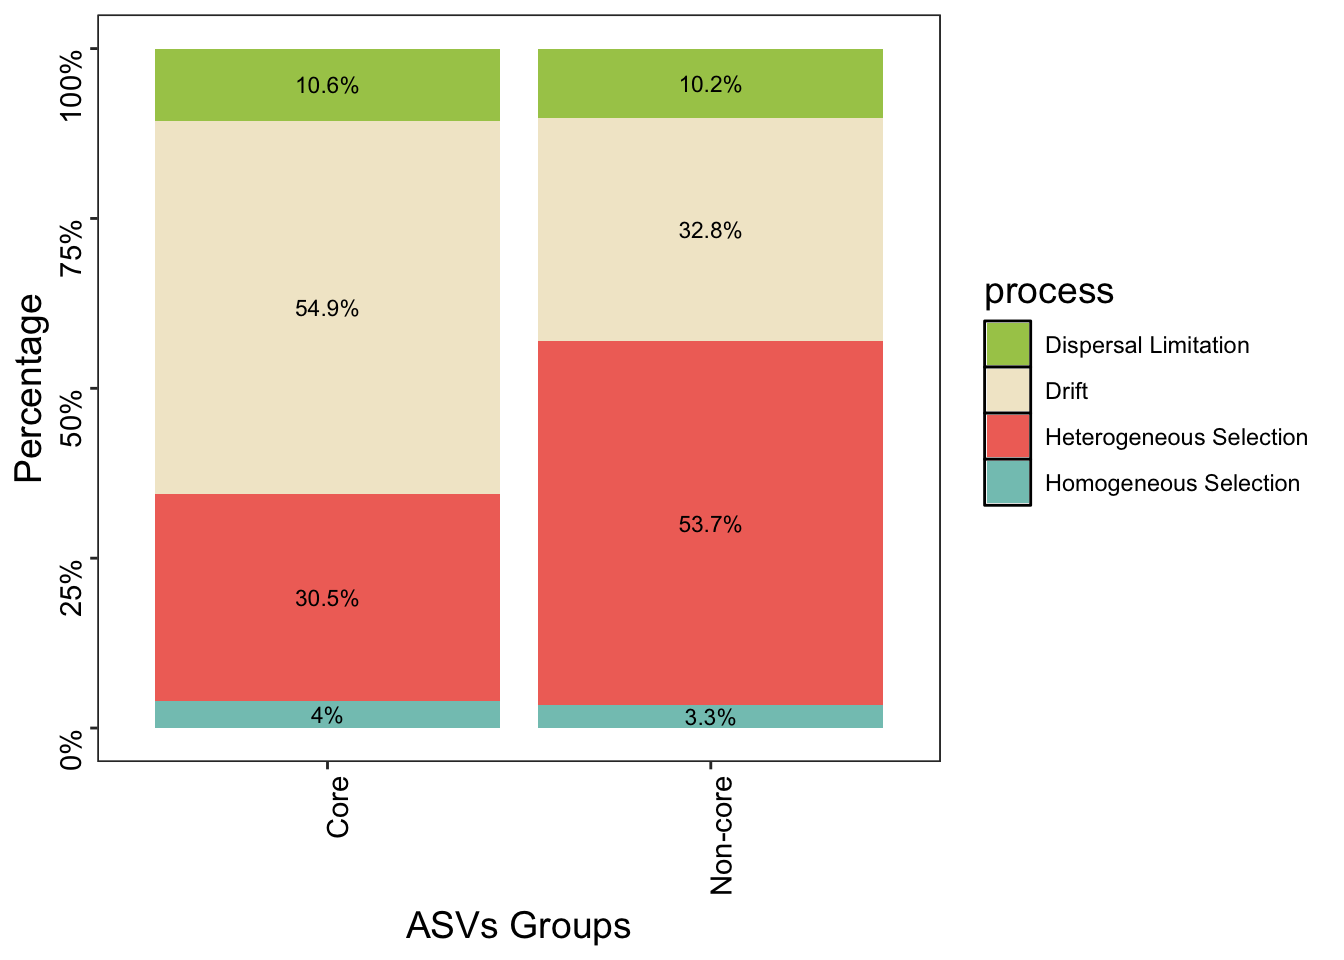 Percentage
100%
75%
50%
25%
0%
10.6%
54.9%
30.5%
4%
10.2%
32.8%
53.7%
3.3%
Core
Non-core
ASVs Groups
process
Dispersal Limitation
Drift
Heterogeneous Selection
Homogeneous Selection